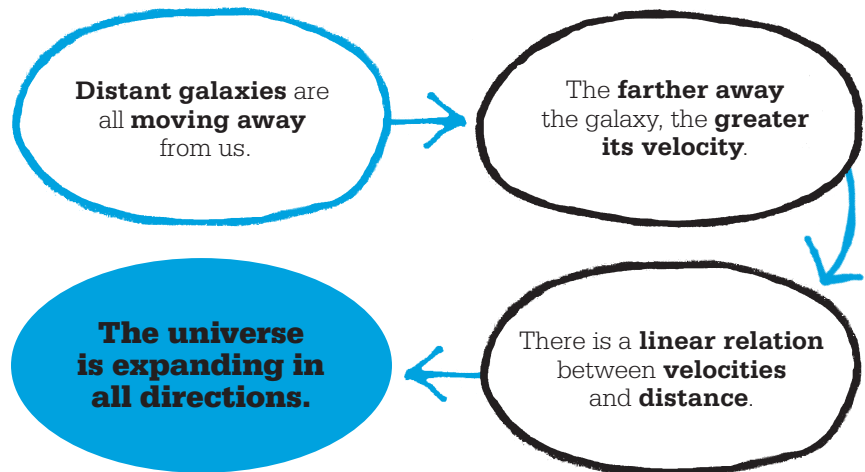 Distant galaxies are
all moving away
from us.
The farther away
the galaxy, the greater
its velocity.
There is a linear relation
between velocities
and distance.
The universe
is expanding in
all directions.